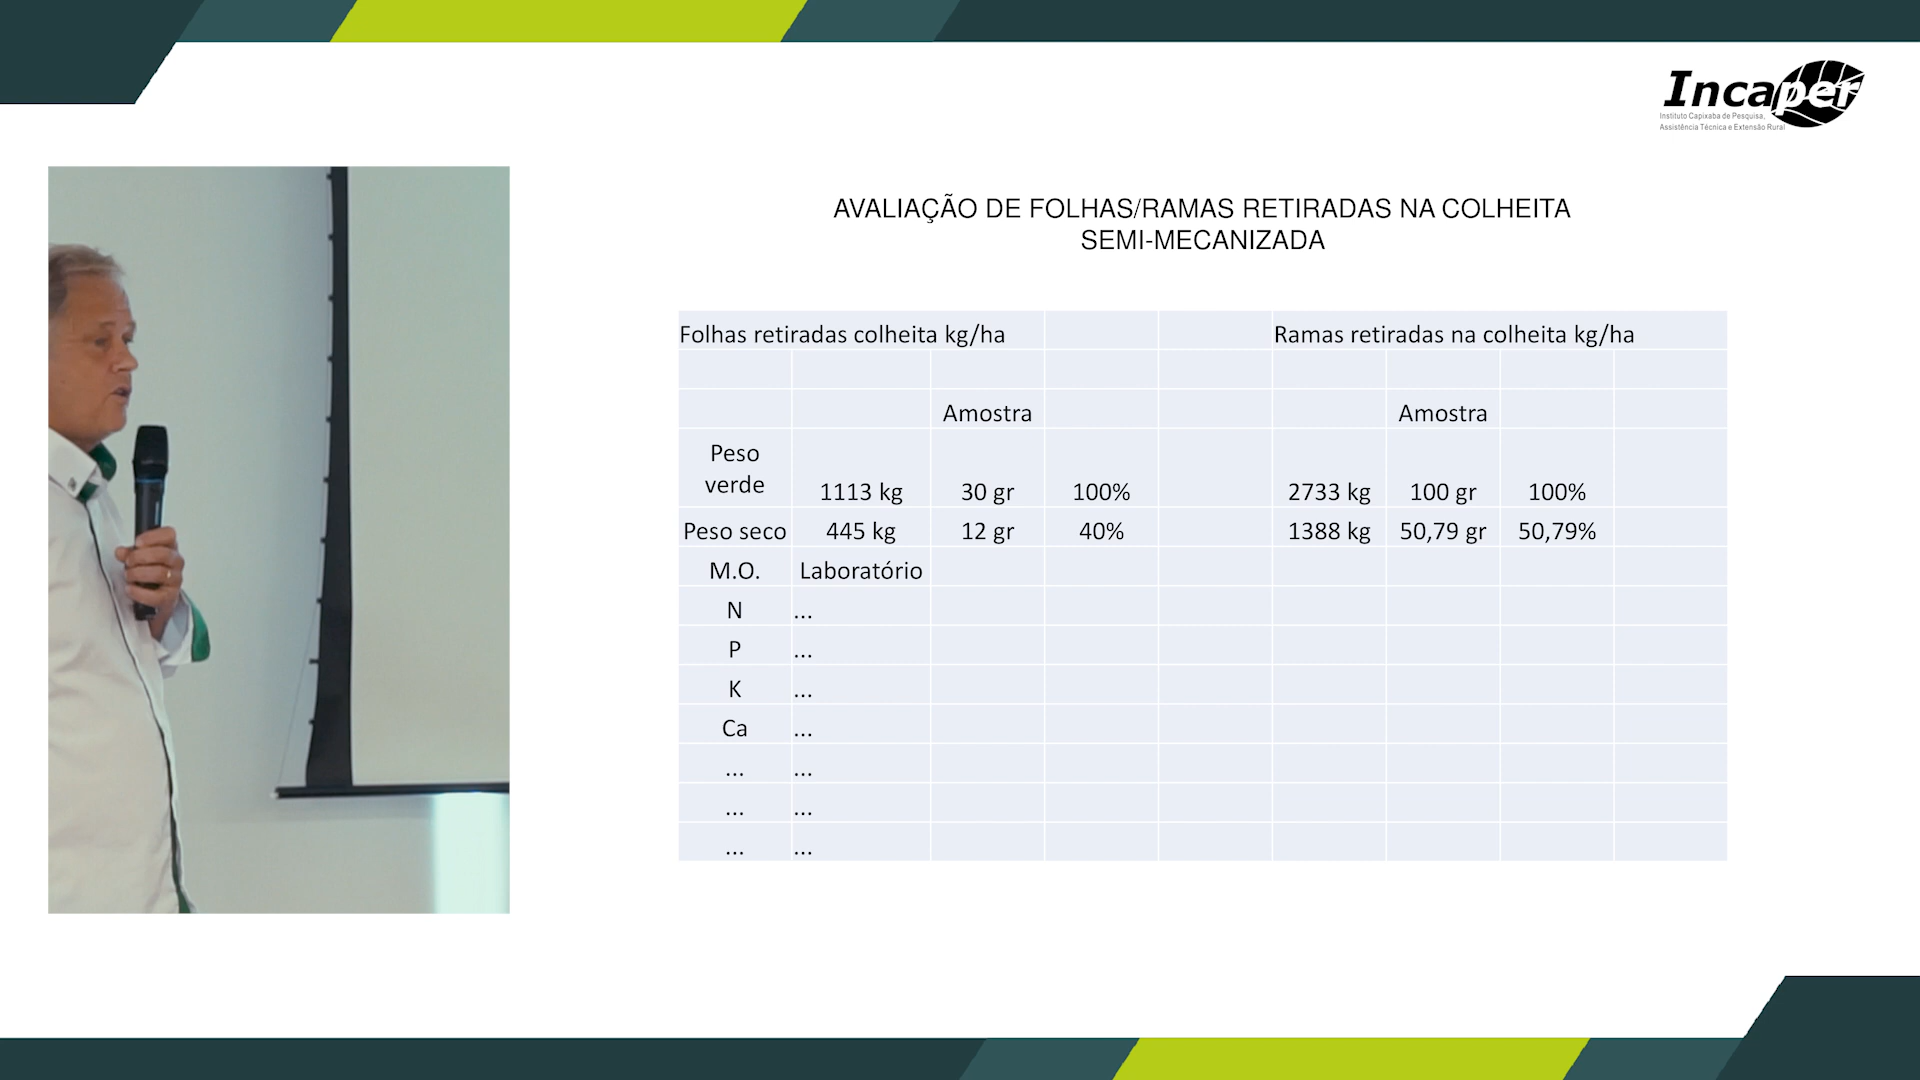 Incaper
Instituto Capixaba de Pesquisa,
Assistência Técnica e Extensão Rural
AVALIAÇÃO DE FOLHAS/RAMAS RETIRADAS NA COLHEITA
SEMI-MECANIZADA
Folhas retiradas colheita kg/ha Ramas retiradas na colheita kg/ha
Amostra Amostra
Peso
verde 1113 kg 30 gr 100% 2733 kg 100 gr 100%
Peso seco 445 kg 12 gr 40% 1388 kg 50,79 gr 50,79%
M.O. Laboratório
N ...
P ...
K ...
Ca ...
... ...
... ...
... ...